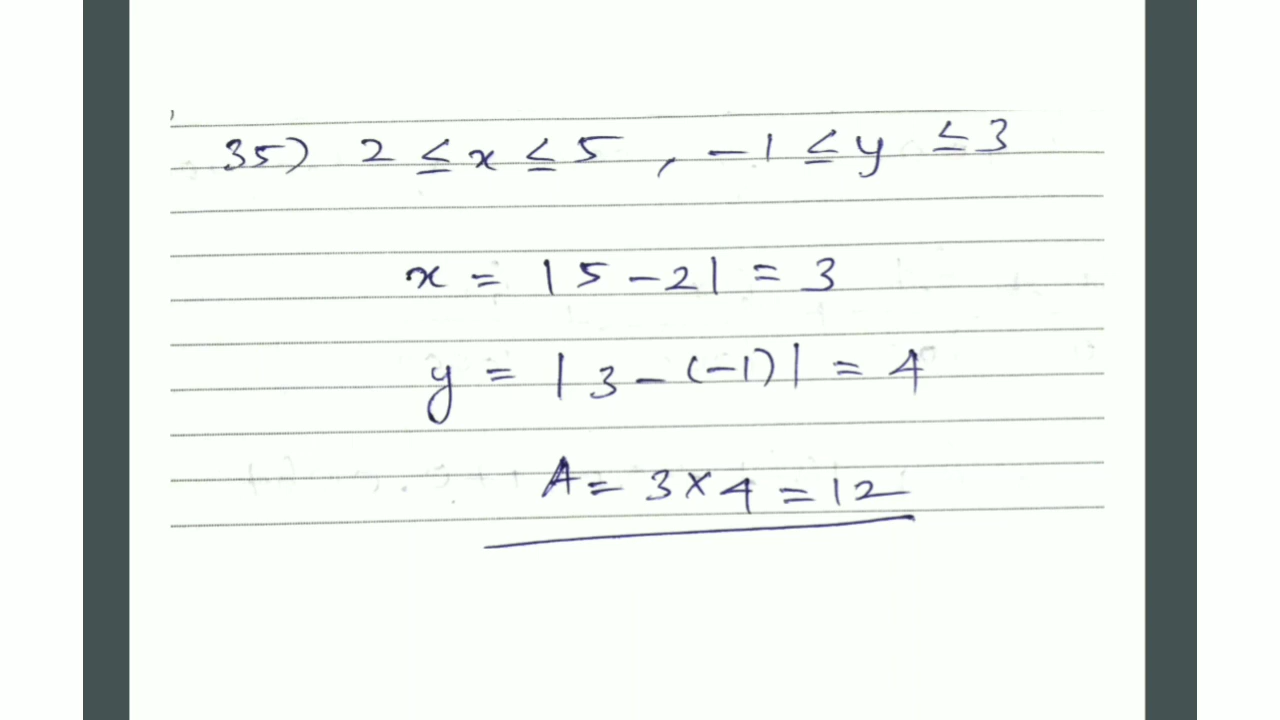 35) 2 ≤ x ≤ 5 , -1 ≤ y ≤ 3
x = |5 - 2| = 3
y = |3 - (-1)| = 4
A = 3 × 4 = 12